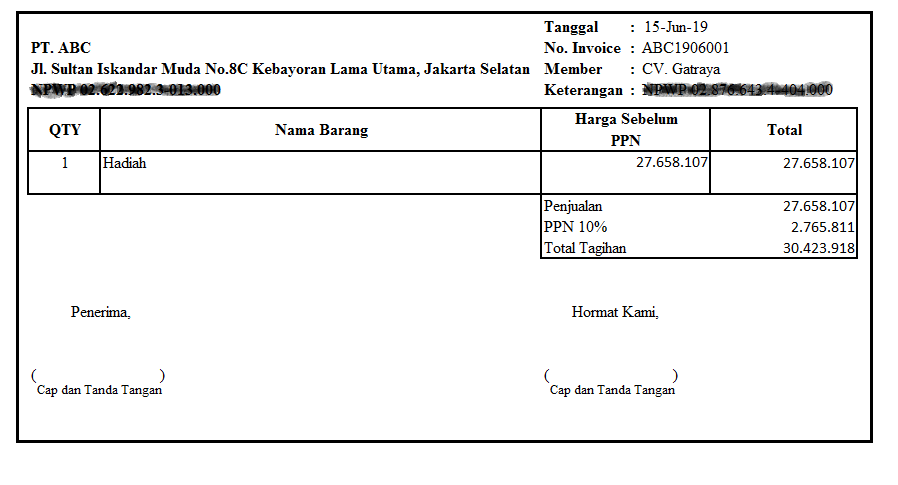 Tanggal : 15-Jun-19
PT. ABC No. Invoice : ABC1906001
Jl. Sultan Iskandar Muda No.8C Kebayoran Lama Utama, Jakarta Selatan Member : CV. Gatraya
NPWP Keterangan : NPWP
QTY Nama Barang Harga Sebelum PPN Total
1 Hadiah 27.658.107 27.658.107
Penjualan 27.658.107
PPN 10% 2.765.811
Total Tagihan 30.423.918
Penerima, Hormat Kami,
( ) ( )
Cap dan Tanda Tangan Cap dan Tanda Tangan